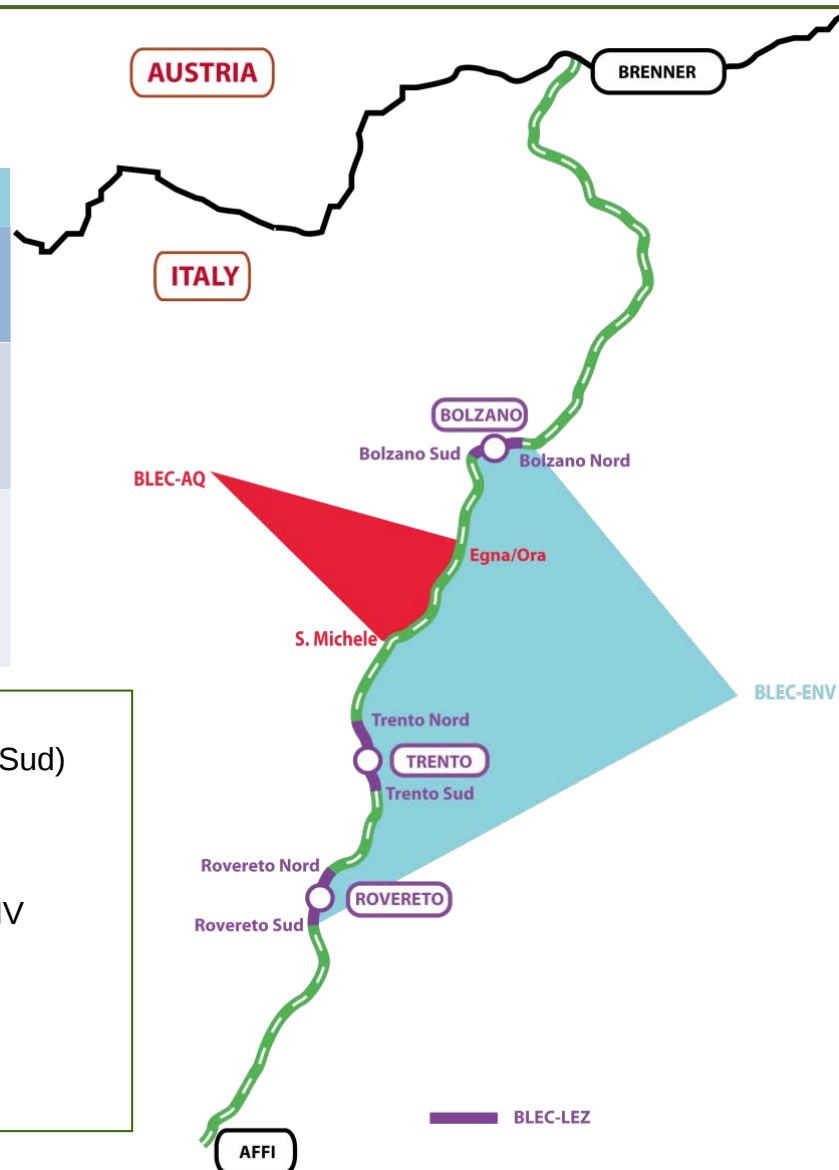 AUSTRIA
BRENNER
ITALY
BOLZANO
Bolzano Sud
Bolzano Nord
BLEC-AQ
Egna/Ora
S. Michele
BLEC-ENV
Trento Nord
Sud)
TRENTO
Trento Sud
Rovereto Nord
ROVERETO
Rovereto Sud
BLEC-LEZ
AFFI